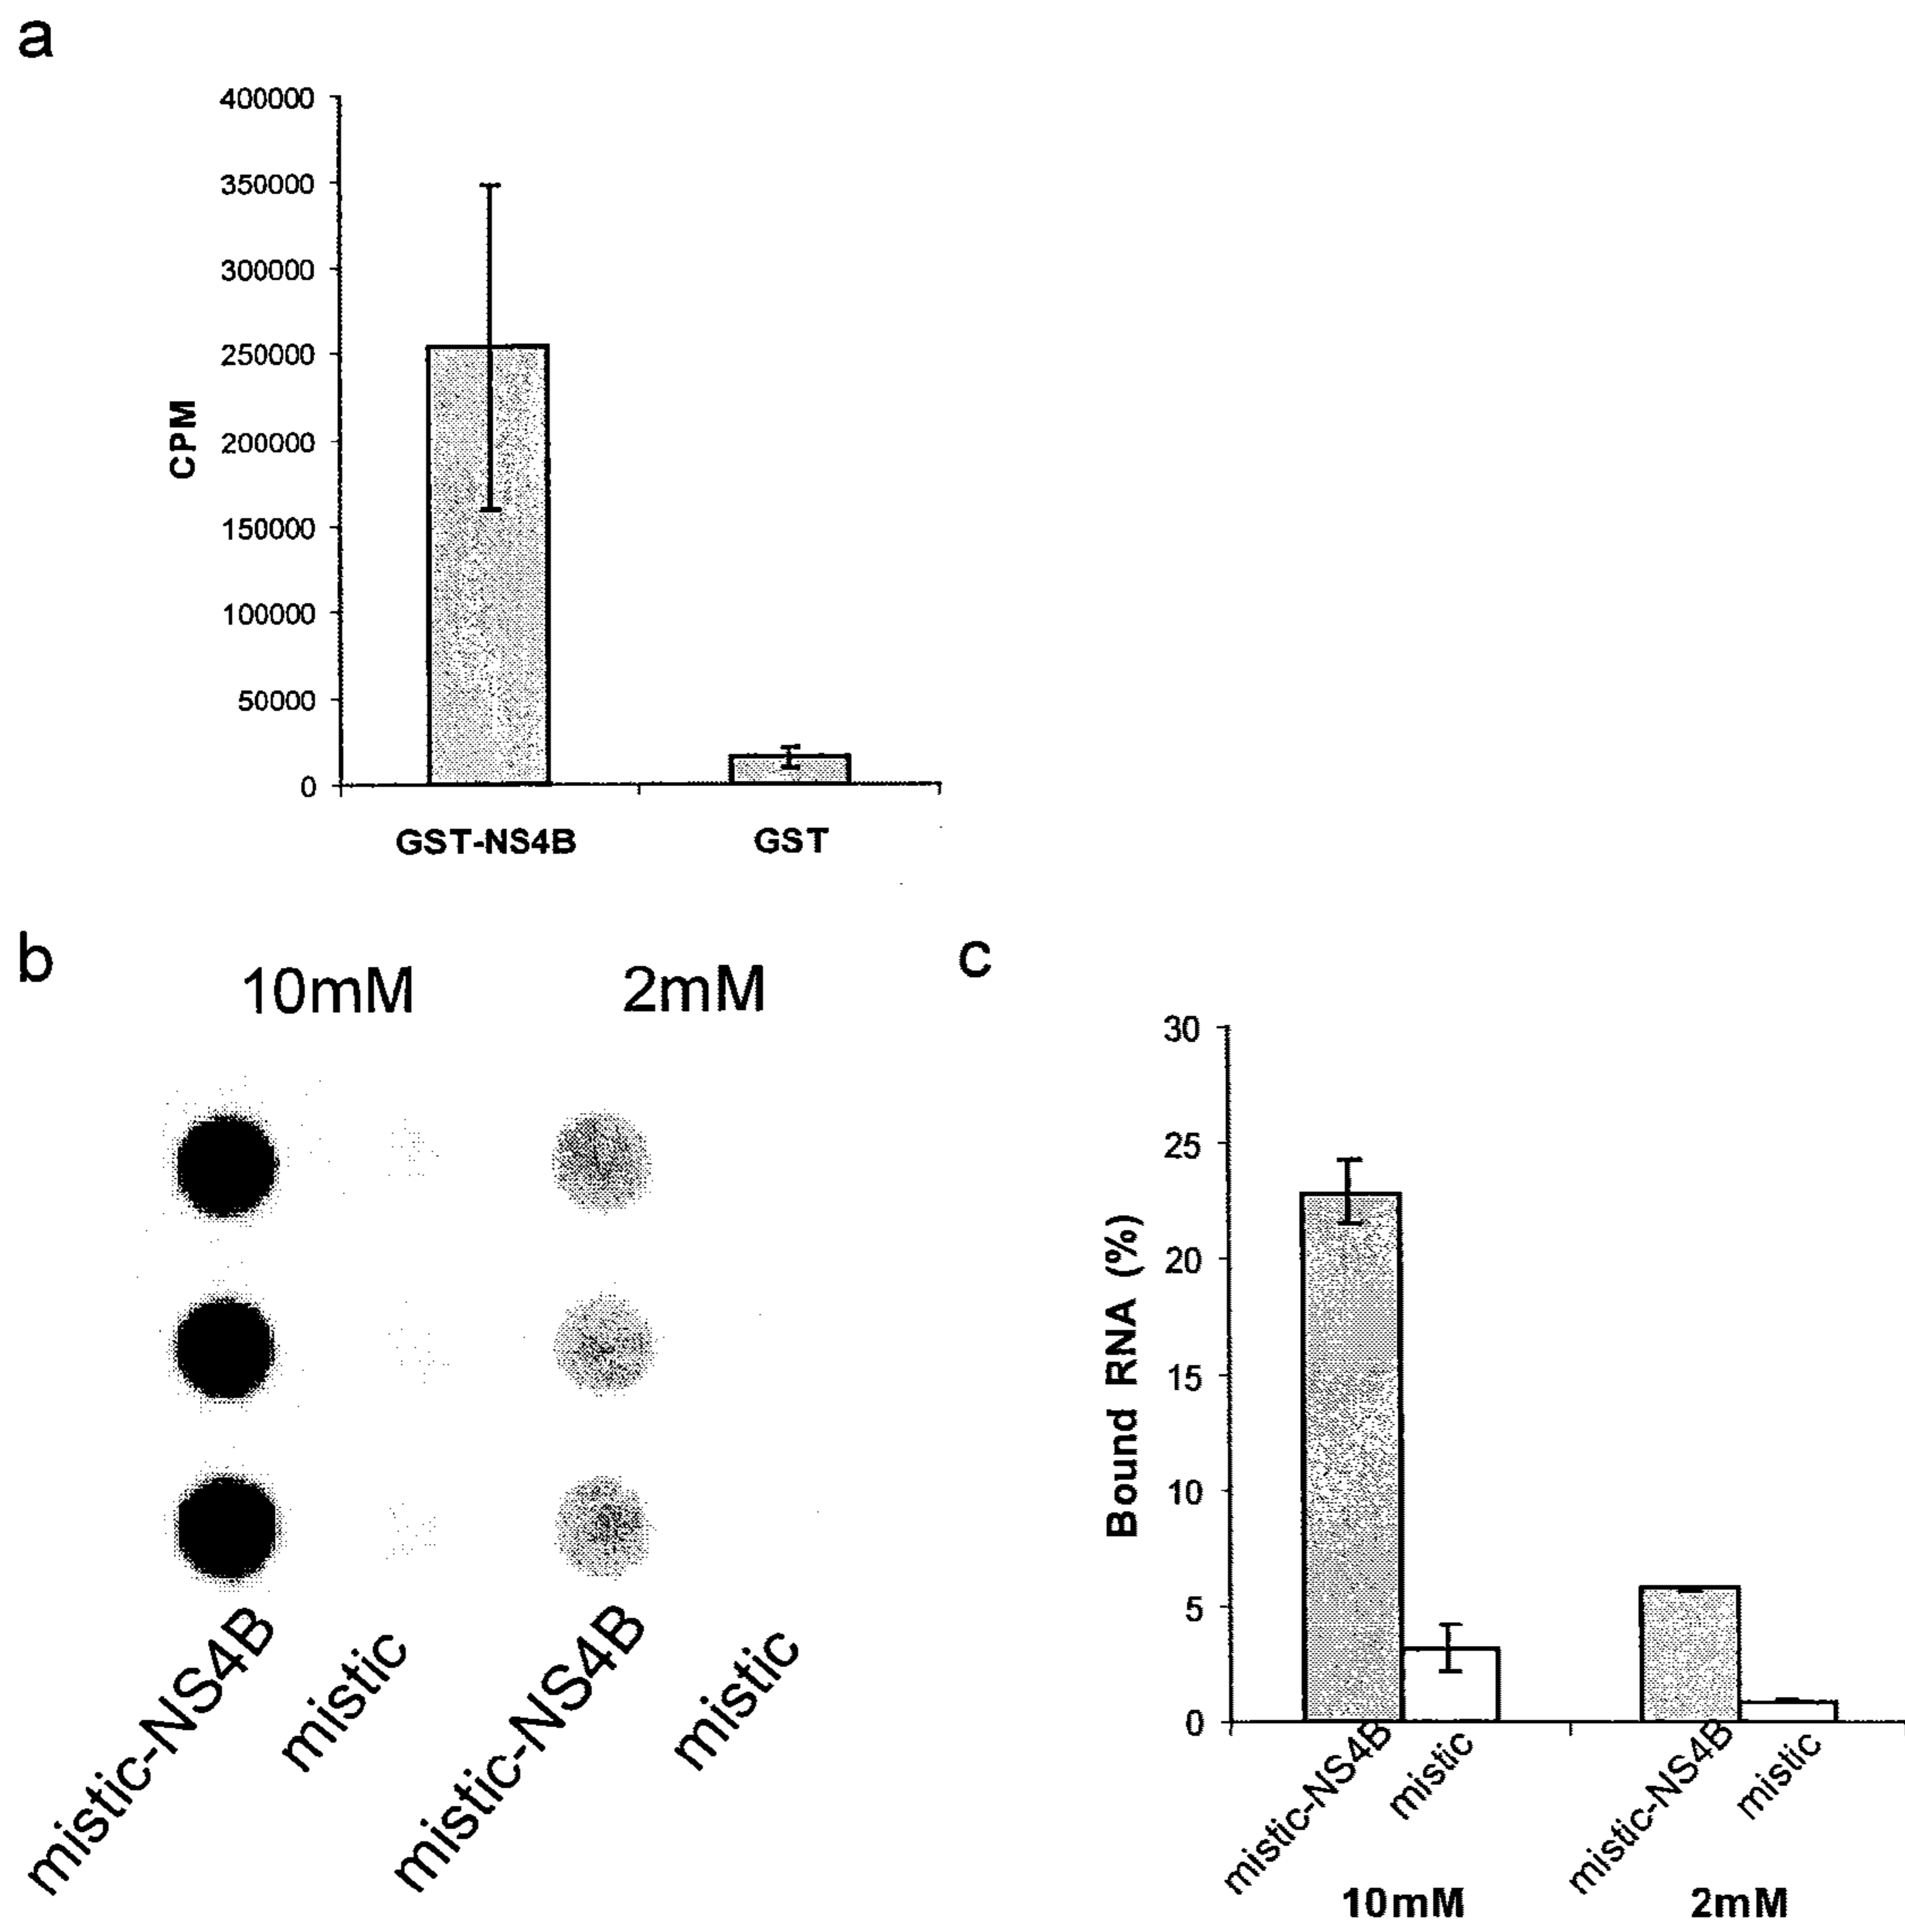 a
400000
350000
300000
250000
200000
150000
100000
50000
0
CPM
GST-NS4B GST
b
10mM 2mM
mistic-NS4B mistic mistic-NS4B mistic
c
30
25
20
15
10
5
0
Bound RNA (%)
mistic-NS4B mistic mistic-NS4B mistic
10mM 2mM